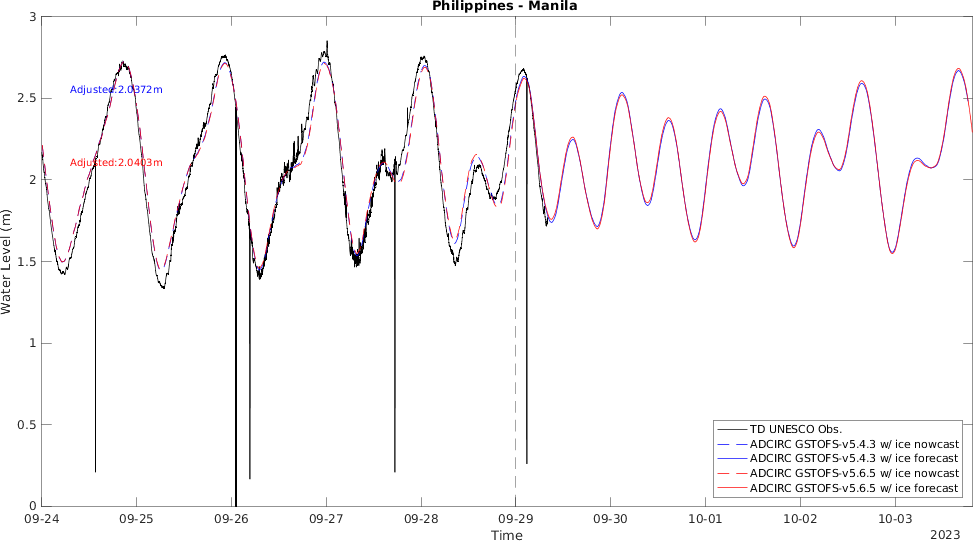 Philippines - Manila
3
2.5
2
1.5
1
0.5
0
Water Level (m)
Adjusted:2.0372m
Adjusted:2.0403m
TD UNESCO Obs.
ADCIRC GSTOFS-v5.4.3 w/ ice nowcast
ADCIRC GSTOFS-v5.4.3 w/ ice forecast
ADCIRC GSTOFS-v5.6.5 w/ ice nowcast
ADCIRC GSTOFS-v5.6.5 w/ ice forecast
09-24 09-25 09-26 09-27 09-28 09-29 09-30 10-01 10-02 10-03
Time
2023